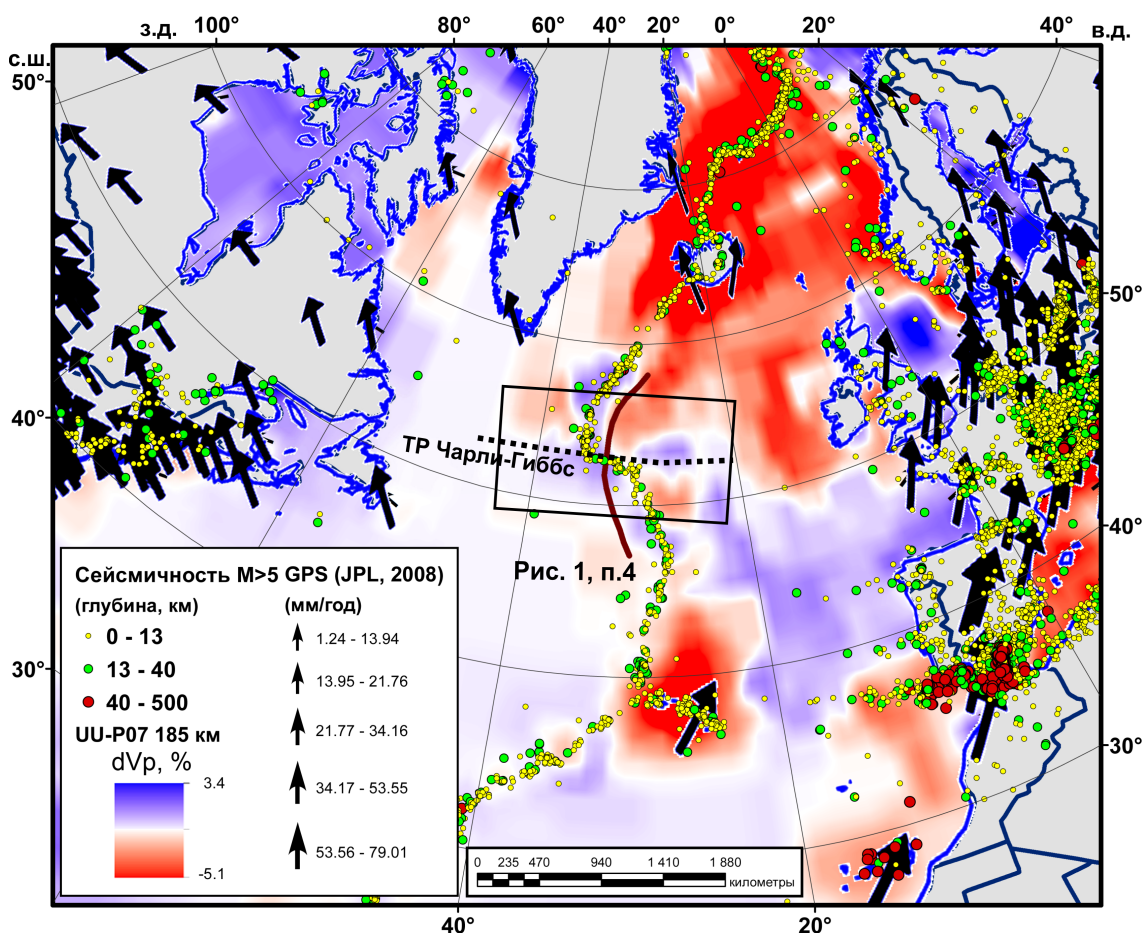 з.д. 100° 80° 60° 40° 20° 0° 20° 40° в.д.
с.ш.
50°
50°
40°
ТР Чарли-Гиббс
40°
Рис. 1, п.4
30°
30°
Сейсмичность M>5 GPS (JPL, 2008)
(глубина, км) (мм/год)
0 - 13 1.24 - 13.94
13 - 40 13.95 - 21.76
40 - 500 21.77 - 34.16
UU-P07 185 км
dVp, % 34.17 - 53.55
3.4
-5.1 53.56 - 79.01
0 235 470 940 1 410 1 880
километры
40° 20°